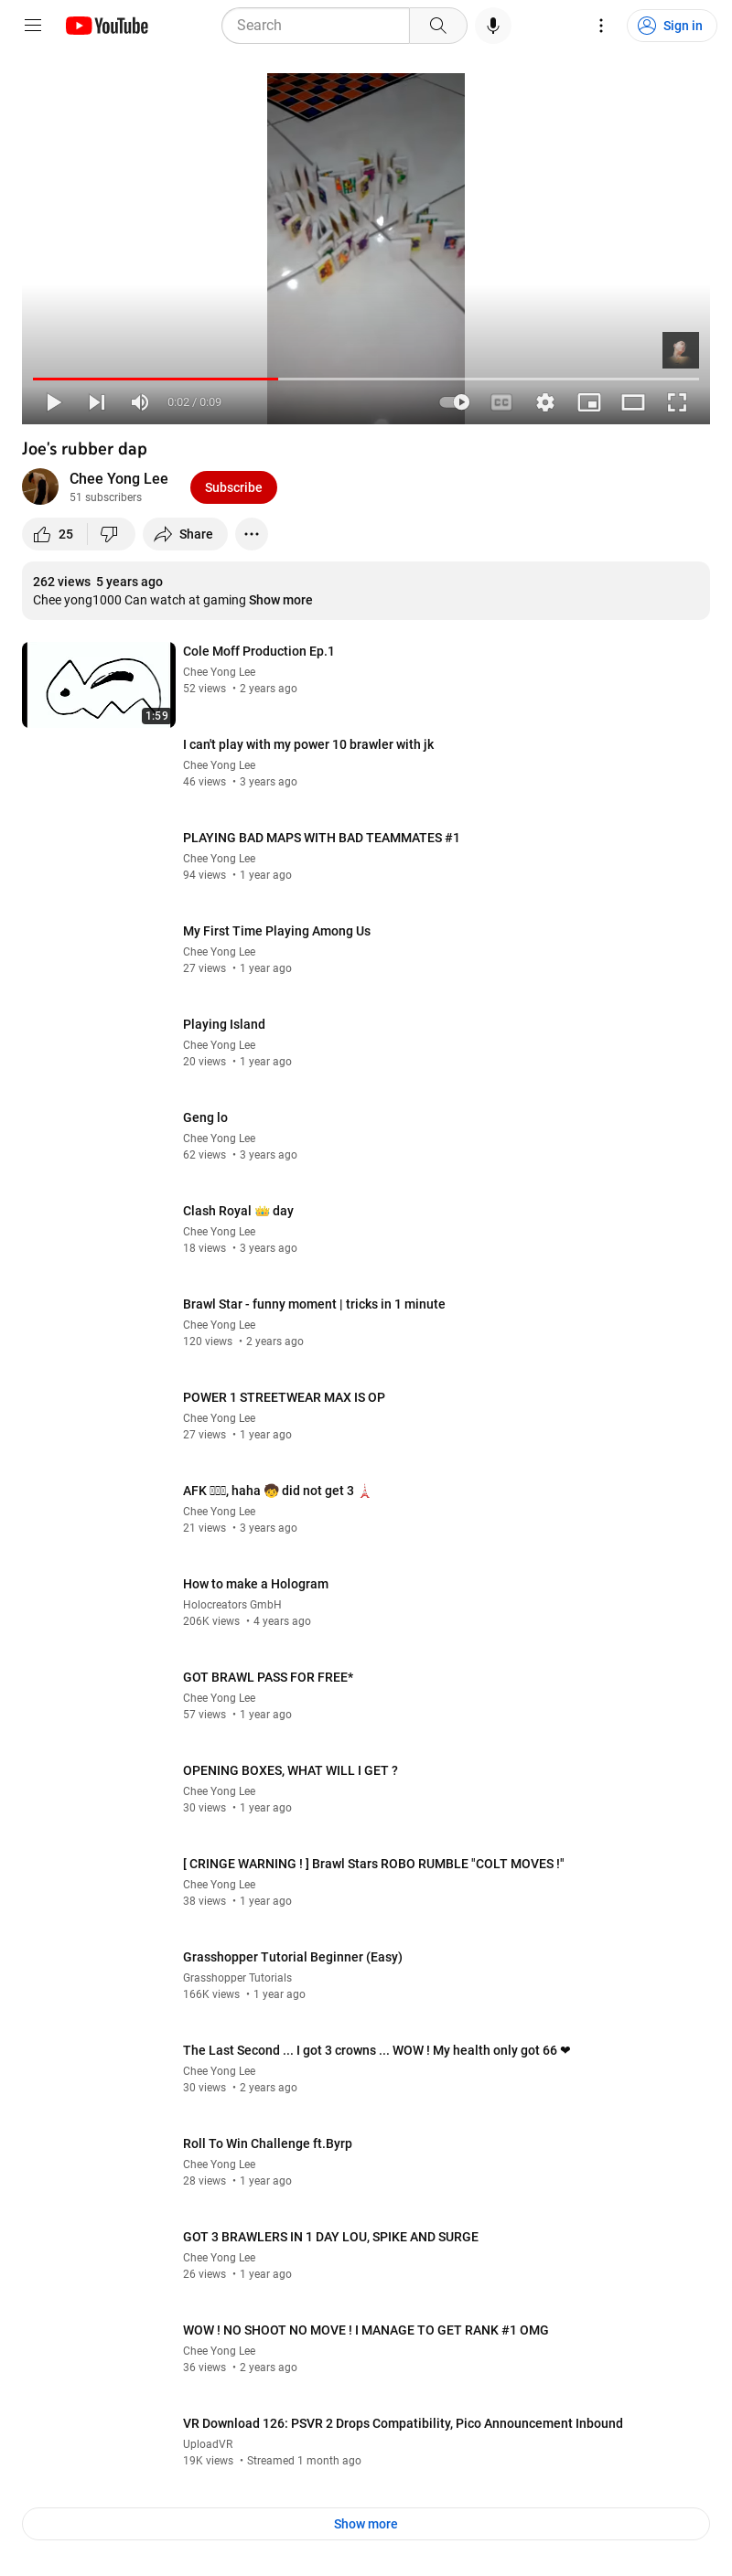 YouTube
Search
Sign in
0:02 / 0:09
CC
Joe's rubber dap
Chee Yong Lee
51 subscribers
Subscribe
25
Share
262 views 5 years ago
Chee yong1000 Can watch at gaming Show more
Cole Moff Production Ep.1
Chee Yong Lee
52 views • 2 years ago
1:59
I can't play with my power 10 brawler with jk
Chee Yong Lee
46 views • 3 years ago
PLAYING BAD MAPS WITH BAD TEAMMATES #1
Chee Yong Lee
94 views • 1 year ago
My First Time Playing Among Us
Chee Yong Lee
27 views • 1 year ago
Playing Island
Chee Yong Lee
20 views • 1 year ago
Geng lo
Chee Yong Lee
62 views • 3 years ago
Clash Royal 👑 day
Chee Yong Lee
18 views • 3 years ago
Brawl Star - funny moment | tricks in 1 minute
Chee Yong Lee
120 views • 2 years ago
POWER 1 STREETWEAR MAX IS OP
Chee Yong Lee
27 views • 1 year ago
AFK , haha 🧒 did not get 3 🗼
Chee Yong Lee
21 views • 3 years ago
How to make a Hologram
Holocreators GmbH
206K views • 4 years ago
GOT BRAWL PASS FOR FREE*
Chee Yong Lee
57 views • 1 year ago
OPENING BOXES, WHAT WILL I GET ?
Chee Yong Lee
30 views • 1 year ago
[ CRINGE WARNING ! ] Brawl Stars ROBO RUMBLE "COLT MOVES !"
Chee Yong Lee
38 views • 1 year ago
Grasshopper Tutorial Beginner (Easy)
Grasshopper Tutorials
166K views • 1 year ago
The Last Second ... I got 3 crowns ... WOW ! My health only got 66 ❤
Chee Yong Lee
30 views • 2 years ago
Roll To Win Challenge ft.Byrp
Chee Yong Lee
28 views • 1 year ago
GOT 3 BRAWLERS IN 1 DAY LOU, SPIKE AND SURGE
Chee Yong Lee
26 views • 1 year ago
WOW ! NO SHOOT NO MOVE ! I MANAGE TO GET RANK #1 OMG
Chee Yong Lee
36 views • 2 years ago
VR Download 126: PSVR 2 Drops Compatibility, Pico Announcement Inbound
UploadVR
19K views • Streamed 1 month ago
Show more